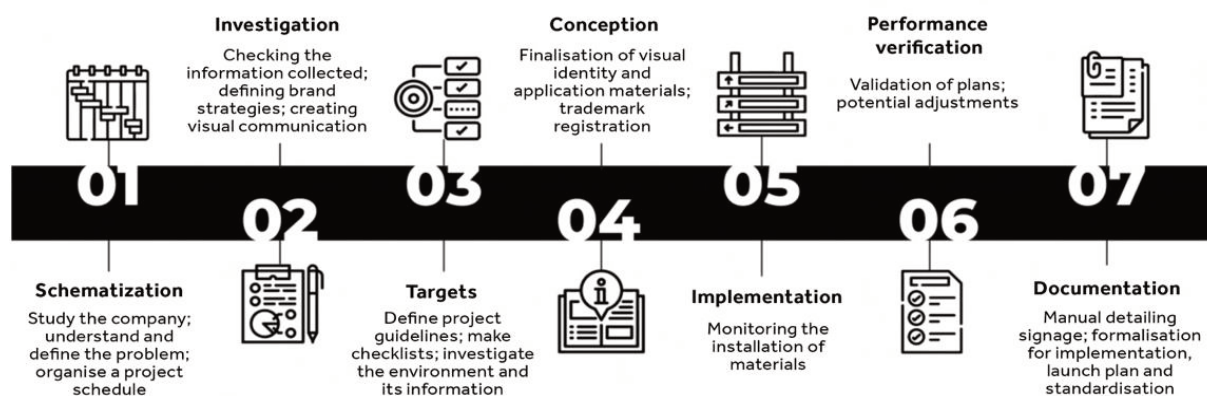 Investigation
Checking the
information collected;
defining brand
strategies; creating
visual communication
Conception
Finalisation of visual
identity and
application materials;
trademark
registration
Performance
verification
Validation of plans;
potential adjustments
01
02
03
04
05
06
07
Schematization
Study the company;
understand and
define the problem;
organise a project
schedule
Targets
Define project
guidelines; make
checklists; investigate
the environment and
its information
Implementation
Monitoring the
installation of
materials
Documentation
Manual detailing
signage; formalisation
for implementation,
launch plan and
standardisation